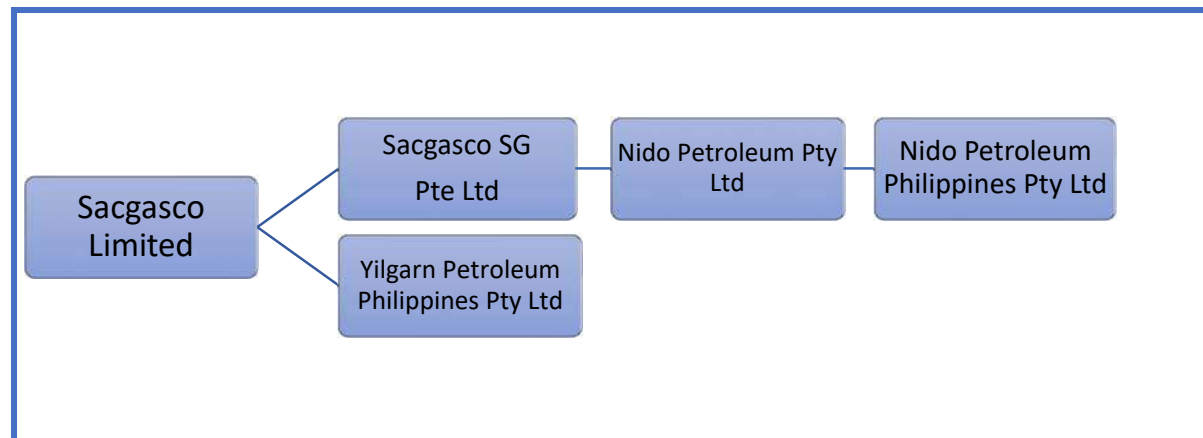 Sacgasco
Limited
Sacgasco SG
Pte Ltd
Yilgarn Petroleum
Philippines Pty Ltd
Nido Petroleum Pty
Ltd
Nido Petroleum
Philippines Pty Ltd